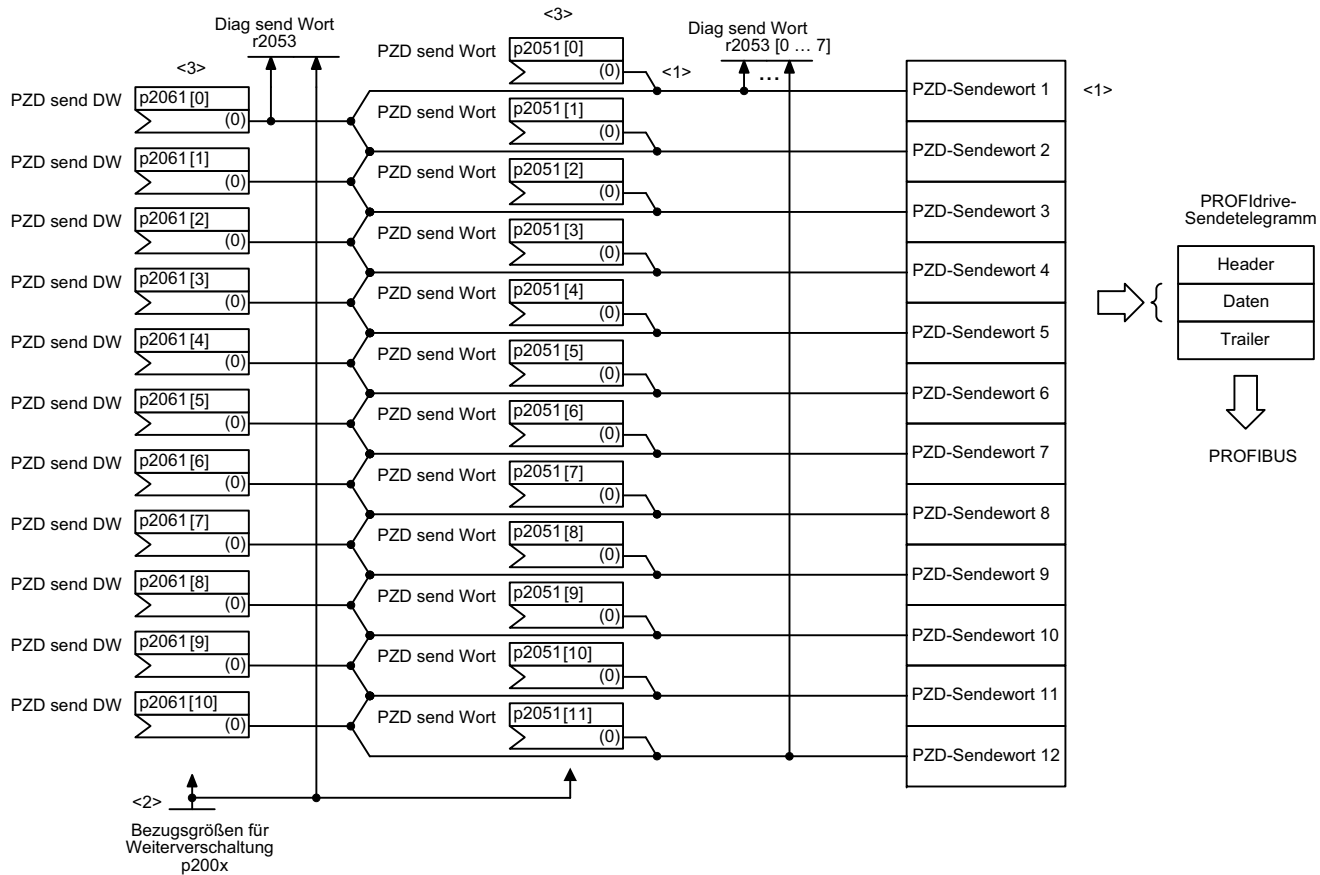 Diag send Wort
r2053
<3>
PZD send DW
p2061 [0]
(0)
PZD send DW
p2061 [1]
(0)
PZD send DW
p2061 [2]
(0)
PZD send DW
p2061 [3]
(0)
PZD send DW
p2061 [4]
(0)
PZD send DW
p2061 [5]
(0)
PZD send DW
p2061 [6]
(0)
PZD send DW
p2061 [7]
(0)
PZD send DW
p2061 [8]
(0)
PZD send DW
p2061 [9]
(0)
PZD send DW
p2061 [10]
(0)
<2>
Bezugsgrößen für
Weiterverschaltung
p200x
<3>
PZD send Wort
p2051 [0]
(0)
<1>
PZD send Wort
p2051 [1]
(0)
PZD send Wort
p2051 [2]
(0)
PZD send Wort
p2051 [3]
(0)
PZD send Wort
p2051 [4]
(0)
PZD send Wort
p2051 [5]
(0)
PZD send Wort
p2051 [6]
(0)
PZD send Wort
p2051 [7]
(0)
PZD send Wort
p2051 [8]
(0)
PZD send Wort
p2051 [9]
(0)
PZD send Wort
p2051 [10]
(0)
PZD send Wort
p2051 [11]
(0)
Diag send Wort
r2053 [0 … 7]
...
PZD-Sendewort 1
<1>
PZD-Sendewort 2
PZD-Sendewort 3
PZD-Sendewort 4
PZD-Sendewort 5
PZD-Sendewort 6
PZD-Sendewort 7
PZD-Sendewort 8
PZD-Sendewort 9
PZD-Sendewort 10
PZD-Sendewort 11
PZD-Sendewort 12
PROFIdrive-
Sendetelegramm
Header
Daten
Trailer
PROFIBUS